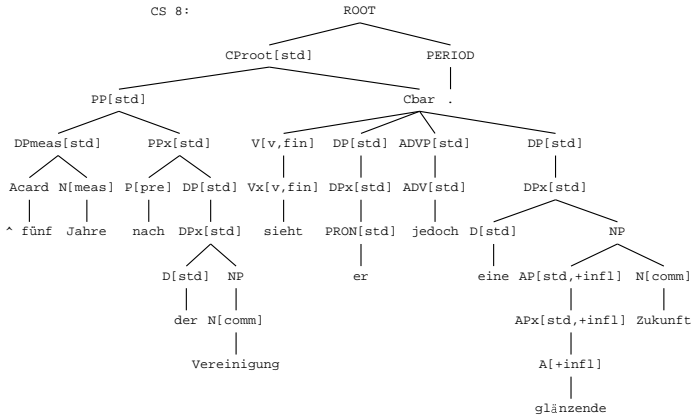 CS 8: ROOT
CProot[std] PERIOD
PP[std] Cbar .
DPmeas[std] PPx[std] V[v,fin] DP[std] ADVP[std] DP[std]
Acard N[meas] P[pre] DP[std] Vx[v,fin] DPx[std] ADV[std] DPx[std]
^ fünf Jahre nach DPx[std] sieht PRON[std] jedoch D[std] NP
D[std] NP er eine AP[std,+infl] N[comm]
der N[comm] APx[std,+infl] Zukunft
Vereinigung A[+infl]
glänzende